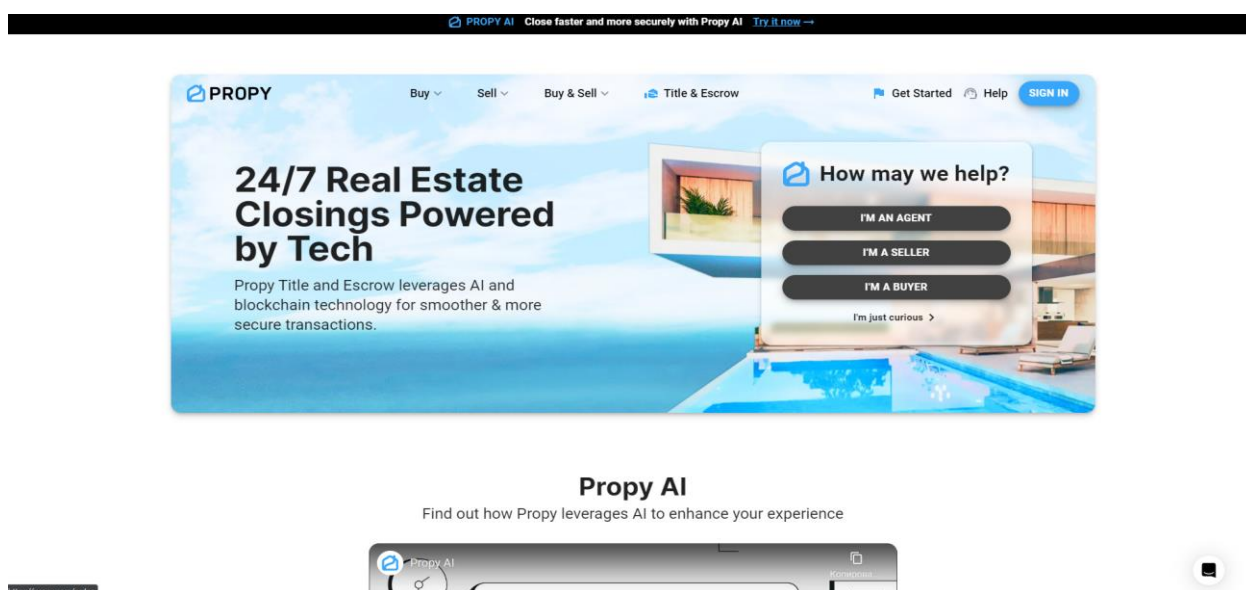 PROPY AI Close faster and more securely with Propy AI Try it now →
PROPY Buy Sell Buy & Sell Title & Escrow Get Started Help SIGN IN
24/7 Real Estate
Closings Powered
by Tech
Propy Title and Escrow leverages AI and
blockchain technology for smoother & more
secure transactions.
How may we help?
I'M AN AGENT
I'M A SELLER
I'M A BUYER
I'm just curious >
Propy AI
Find out how Propy leverages AI to enhance your experience
Propy AI